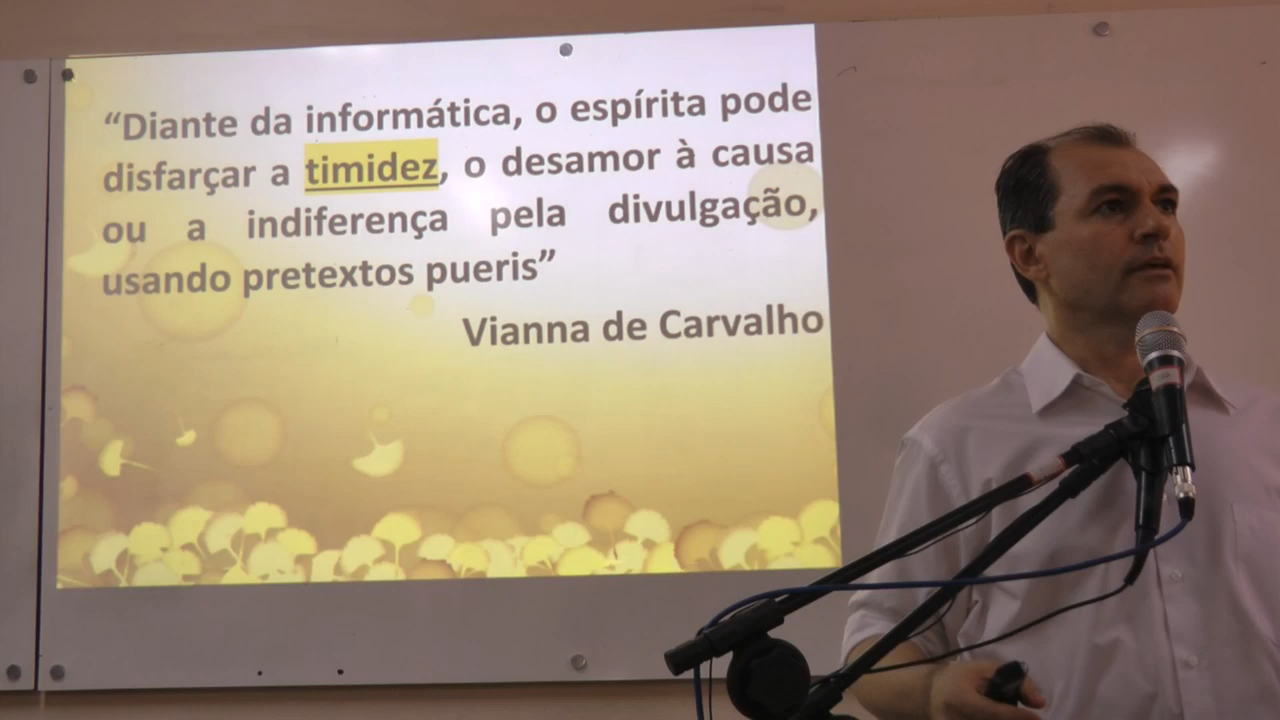 “Diante da informática, o espírita pode
disfarçar a timidez, o desamor à causa
ou a indiferença pela divulgação,
usando pretextos pueris”
Vianna de Carvalho